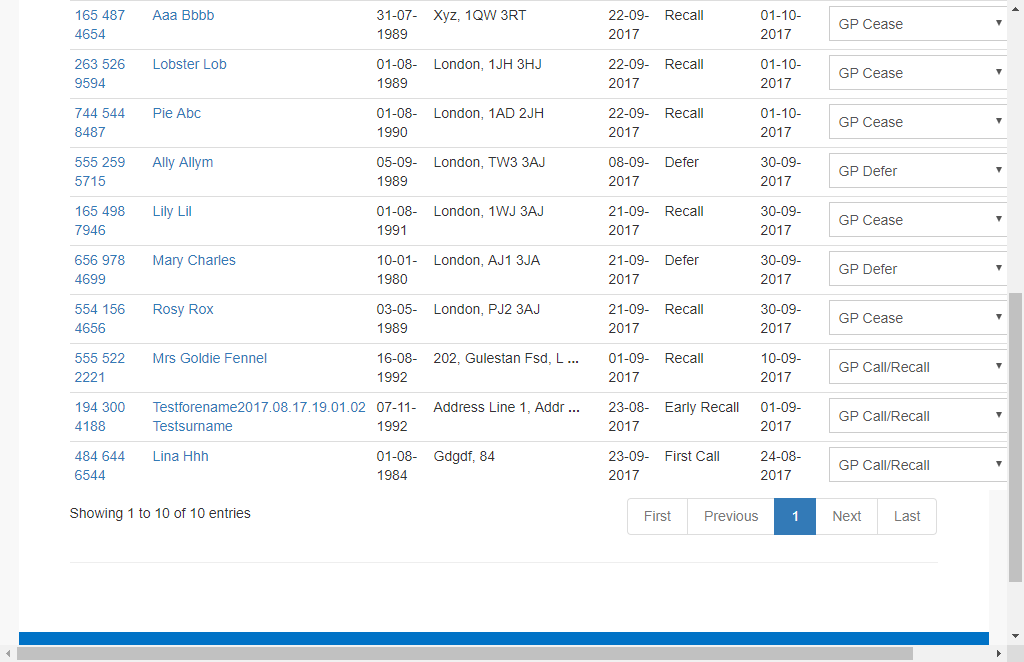 165 487 Aaa Bbbb 31-07- Xyz, 1QW 3RT 22-09- Recall 01-10- GP Cease
4654 1989 2017 2017
263 526 Lobster Lob 01-08- London, 1JH 3HJ 22-09- Recall 01-10- GP Cease
9594 1989 2017 2017
744 544 Pie Abc 01-08- London, 1AD 2JH 22-09- Recall 01-10- GP Cease
8487 1990 2017 2017
555 259 Ally Allym 05-09- London, TW3 3AJ 08-09- Defer 30-09- GP Defer
5715 1989 2017 2017
165 498 Lily Lil 01-08- London, 1WJ 3AJ 21-09- Recall 30-09- GP Cease
7946 1991 2017 2017
656 978 Mary Charles 10-01- London, AJ1 3JA 21-09- Defer 30-09- GP Defer
4699 1980 2017 2017
554 156 Rosy Rox 03-05- London, PJ2 3AJ 21-09- Recall 30-09- GP Cease
4656 1989 2017 2017
555 522 Mrs Goldie Fennel 16-08- 202, Gulestan Fsd, L ... 01-09- Recall 10-09- GP Call/Recall
2221 1992 2017 2017
194 300 Testforename2017.08.17.19.01.02 07-11- Address Line 1, Addr ... 23-08- Early Recall 01-09- GP Call/Recall
4188 Testsurname 1992 2017 2017
484 644 Lina Hhh 01-08- Gdgdf, 84 23-09- First Call 24-08- GP Call/Recall
6544 1984 2017 2017
Showing 1 to 10 of 10 entries First Previous 1 Next Last